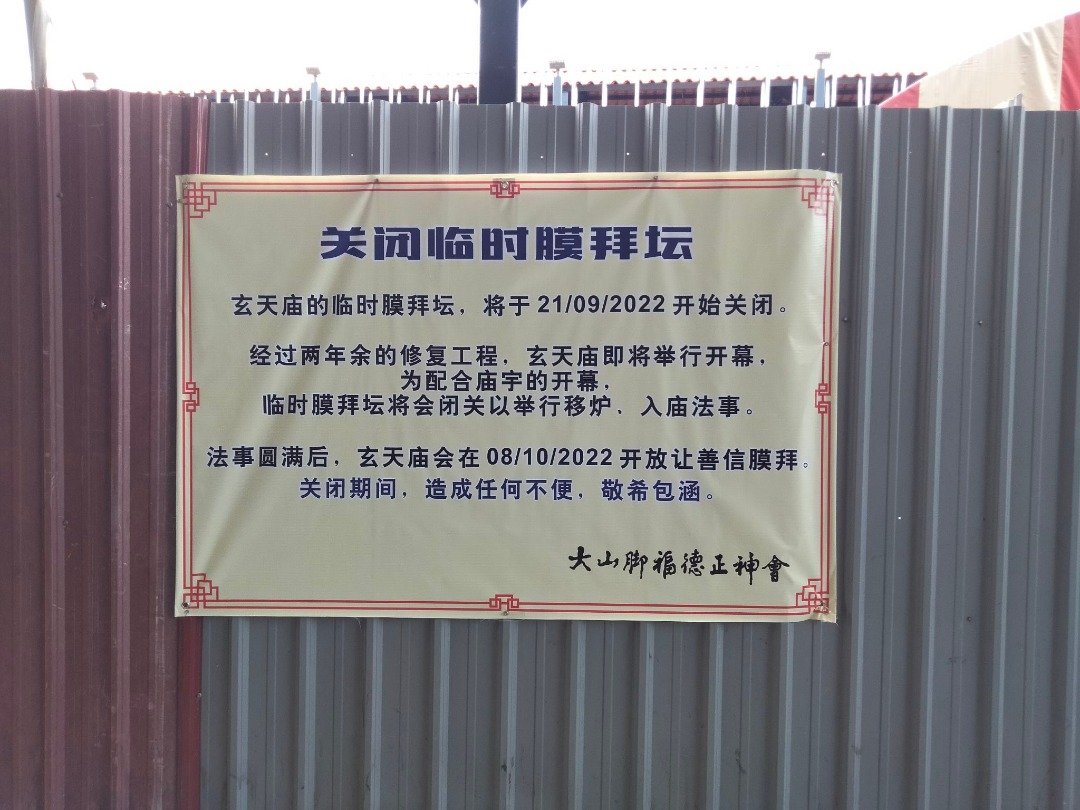 关闭临时膜拜坛
玄天庙的临时膜拜坛，将于 21/09/2022 开始关闭。
经过两年余的修复工程，玄天庙即将举行开幕，
为配合庙宇的开幕，
临时膜拜坛将会闭关以举行移炉、入庙法事。
法事圆满后，玄天庙会在 08/10/2022 开放让善信膜拜。
关闭期间，造成任何不便，敬希包涵。
大山脚福德正神會